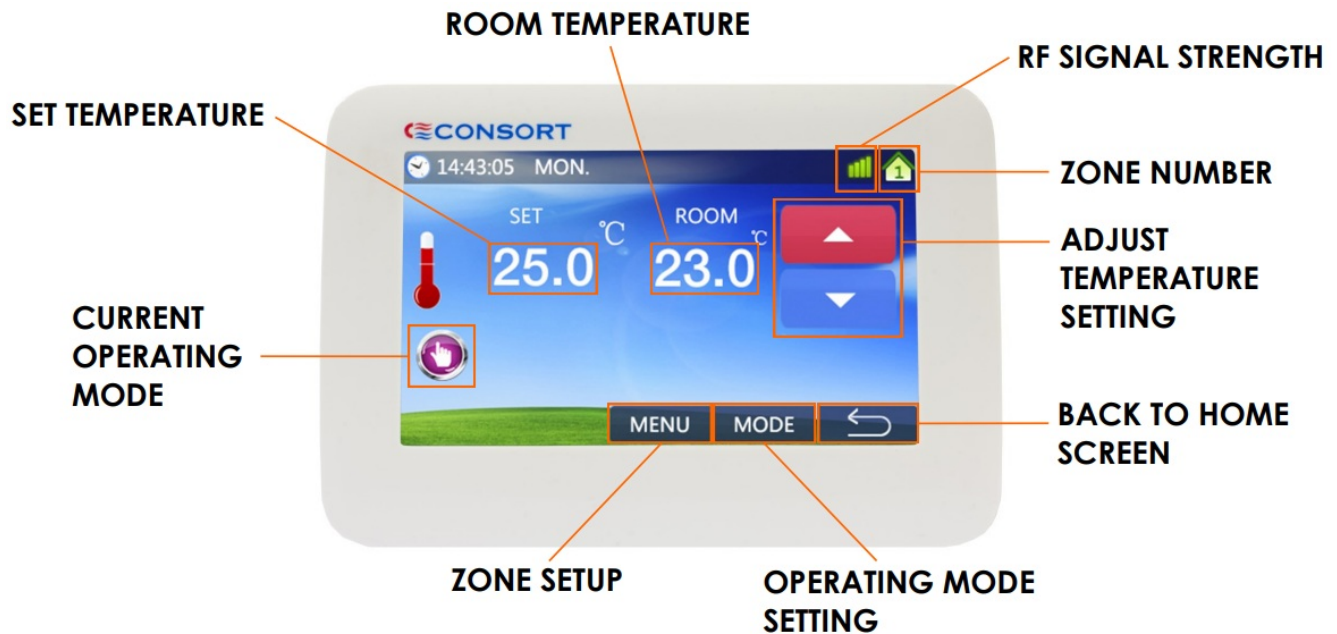 ROOM TEMPERATURE
RF SIGNAL STRENGTH
SET TEMPERATURE
CONSORT
14:43:05 MON.
1
ZONE NUMBER
SET
ROOM
°C
°C
25.0
23.0
ADJUST
TEMPERATURE
SETTING
CURRENT
OPERATING
MODE
MENU
MODE
BACK TO HOME
SCREEN
ZONE SETUP
OPERATING MODE
SETTING